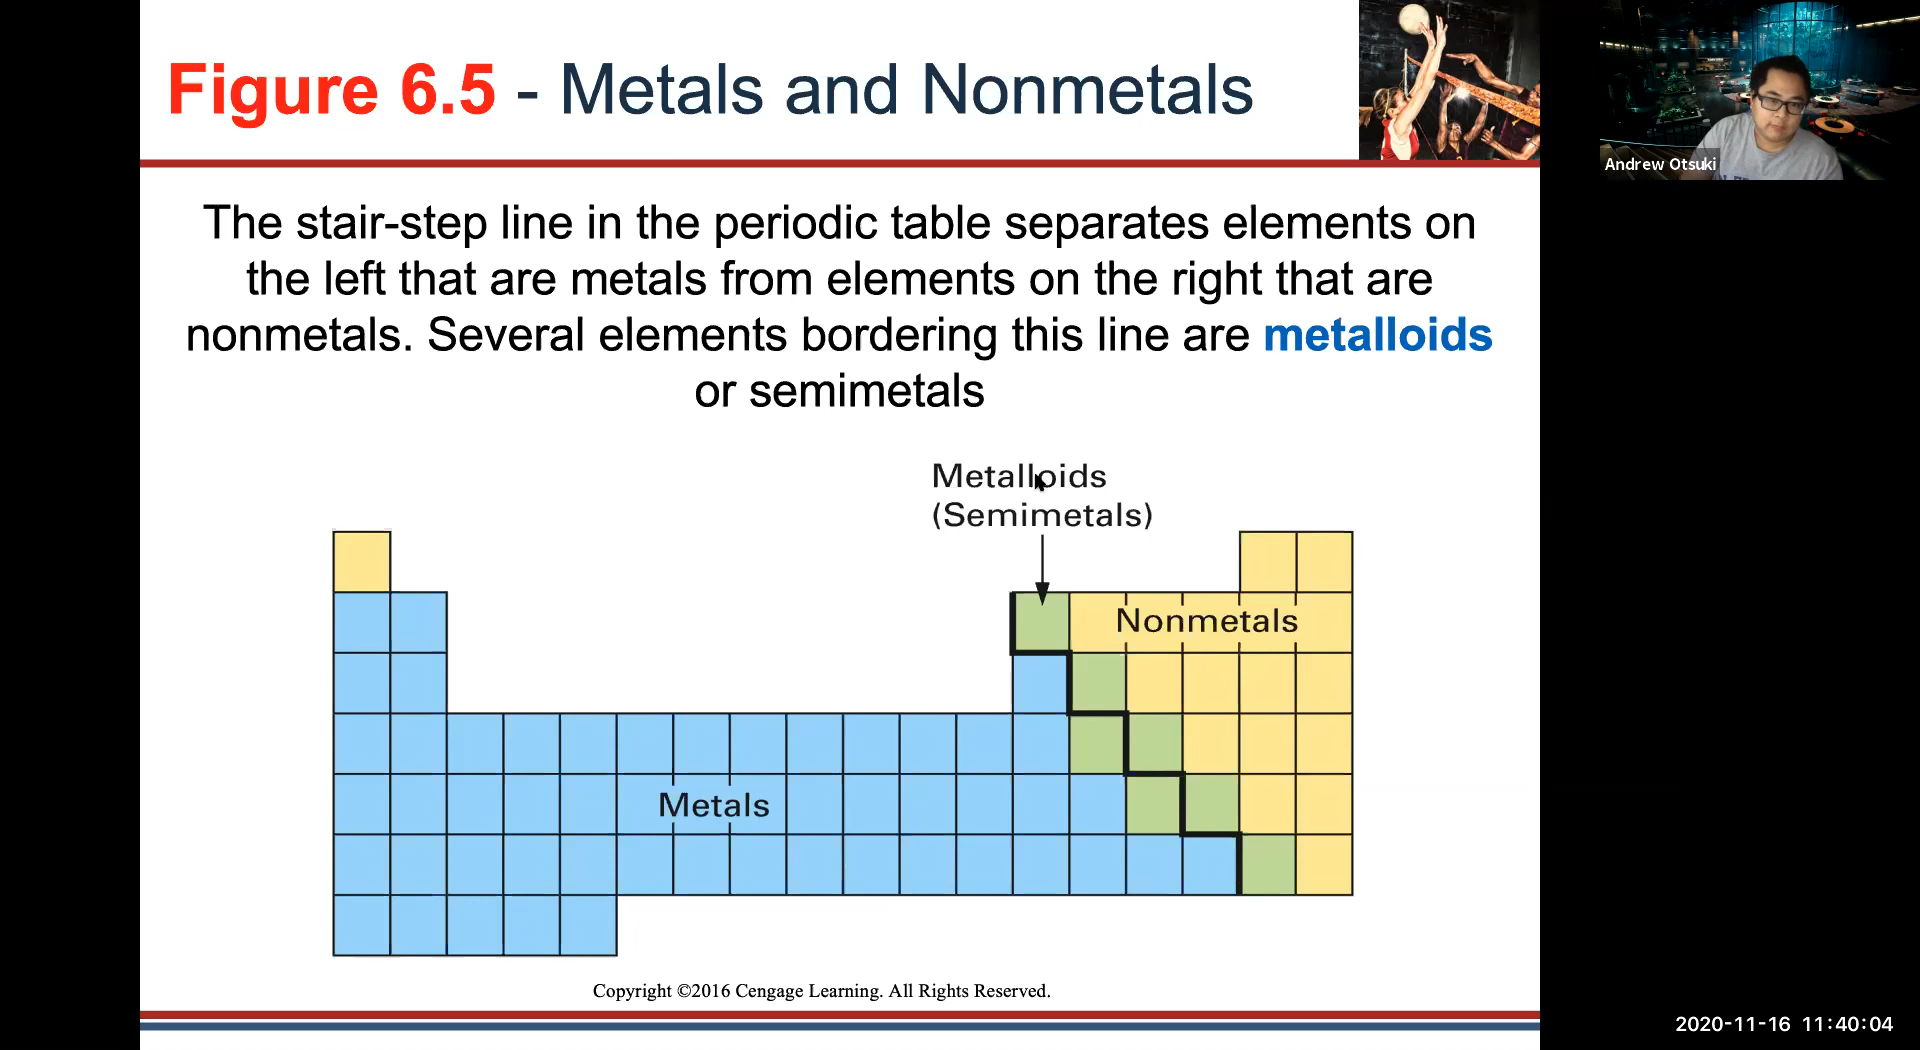 Figure 6.5 - Metals and Nonmetals
Andrew Otsuki
The stair-step line in the periodic table separates elements on
the left that are metals from elements on the right that are
nonmetals. Several elements bordering this line are metalloids
or semimetals
Metalloids
(Semimetals)
Nonmetals
Metals
Copyright ©2016 Cengage Learning. All Rights Reserved.
2020-11-16 11:40:04